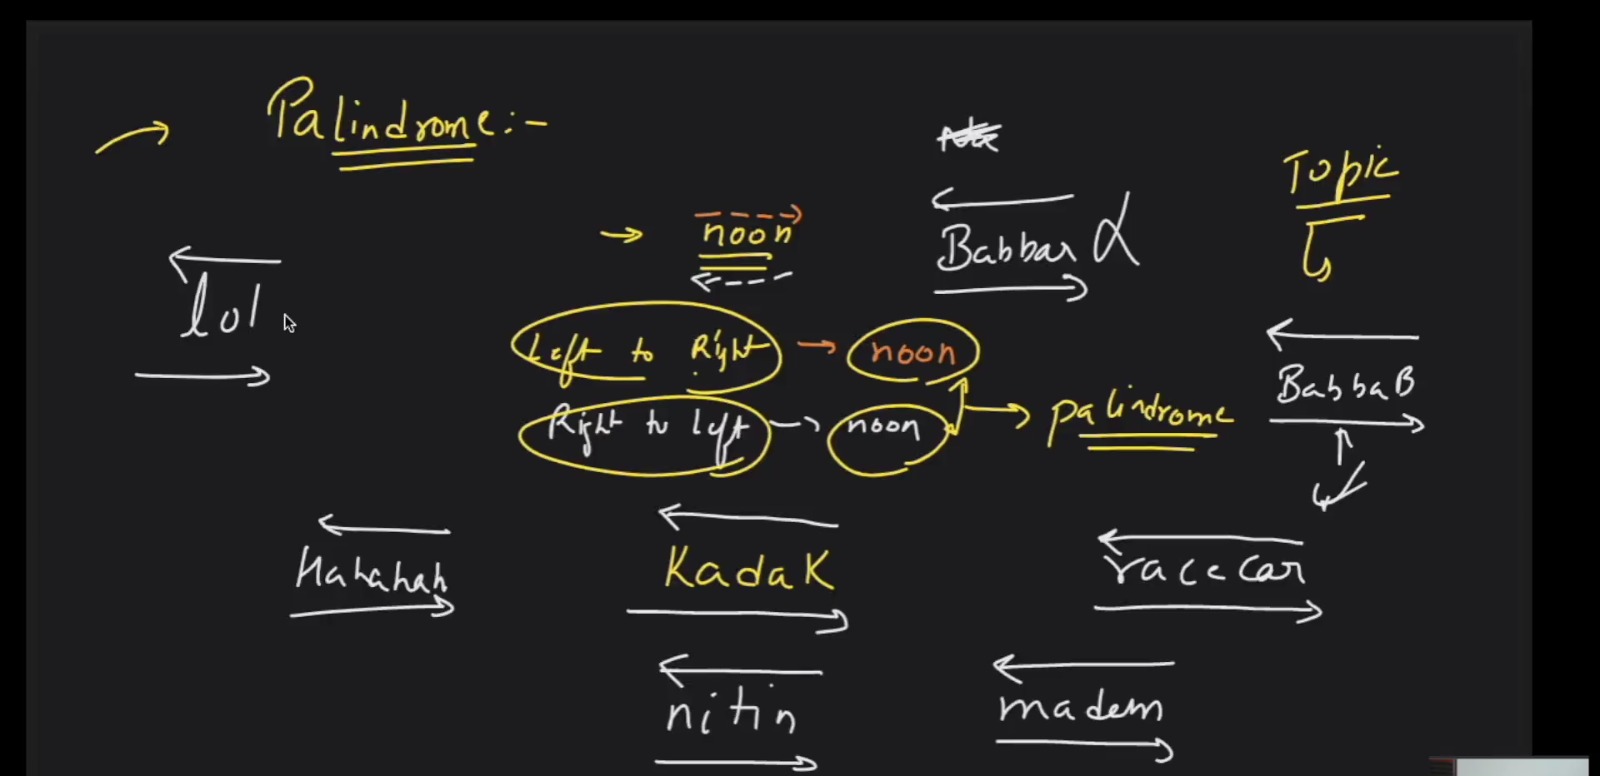 Palindrome:-
Topic
noon
Babbar
lol
Left to Right → noon
Right to left → noon
palindrome
BabbaB
Hahahah
KadaK
racecar
nitin
madem